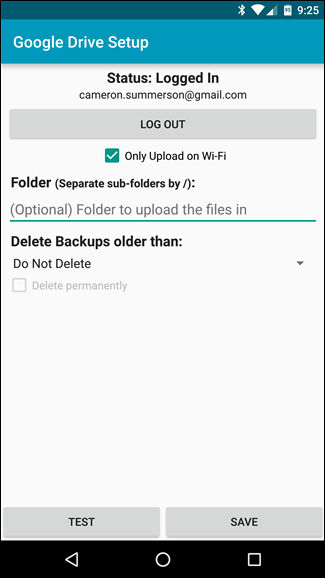 9:25
Google Drive Setup
Status: Logged In
cameron.summerson@gmail.com
LOG OUT
Only Upload on Wi-Fi
Folder (Separate sub-folders by /):
(Optional) Folder to upload the files in
Delete Backups older than:
Do Not Delete
Delete permanently
TEST
SAVE